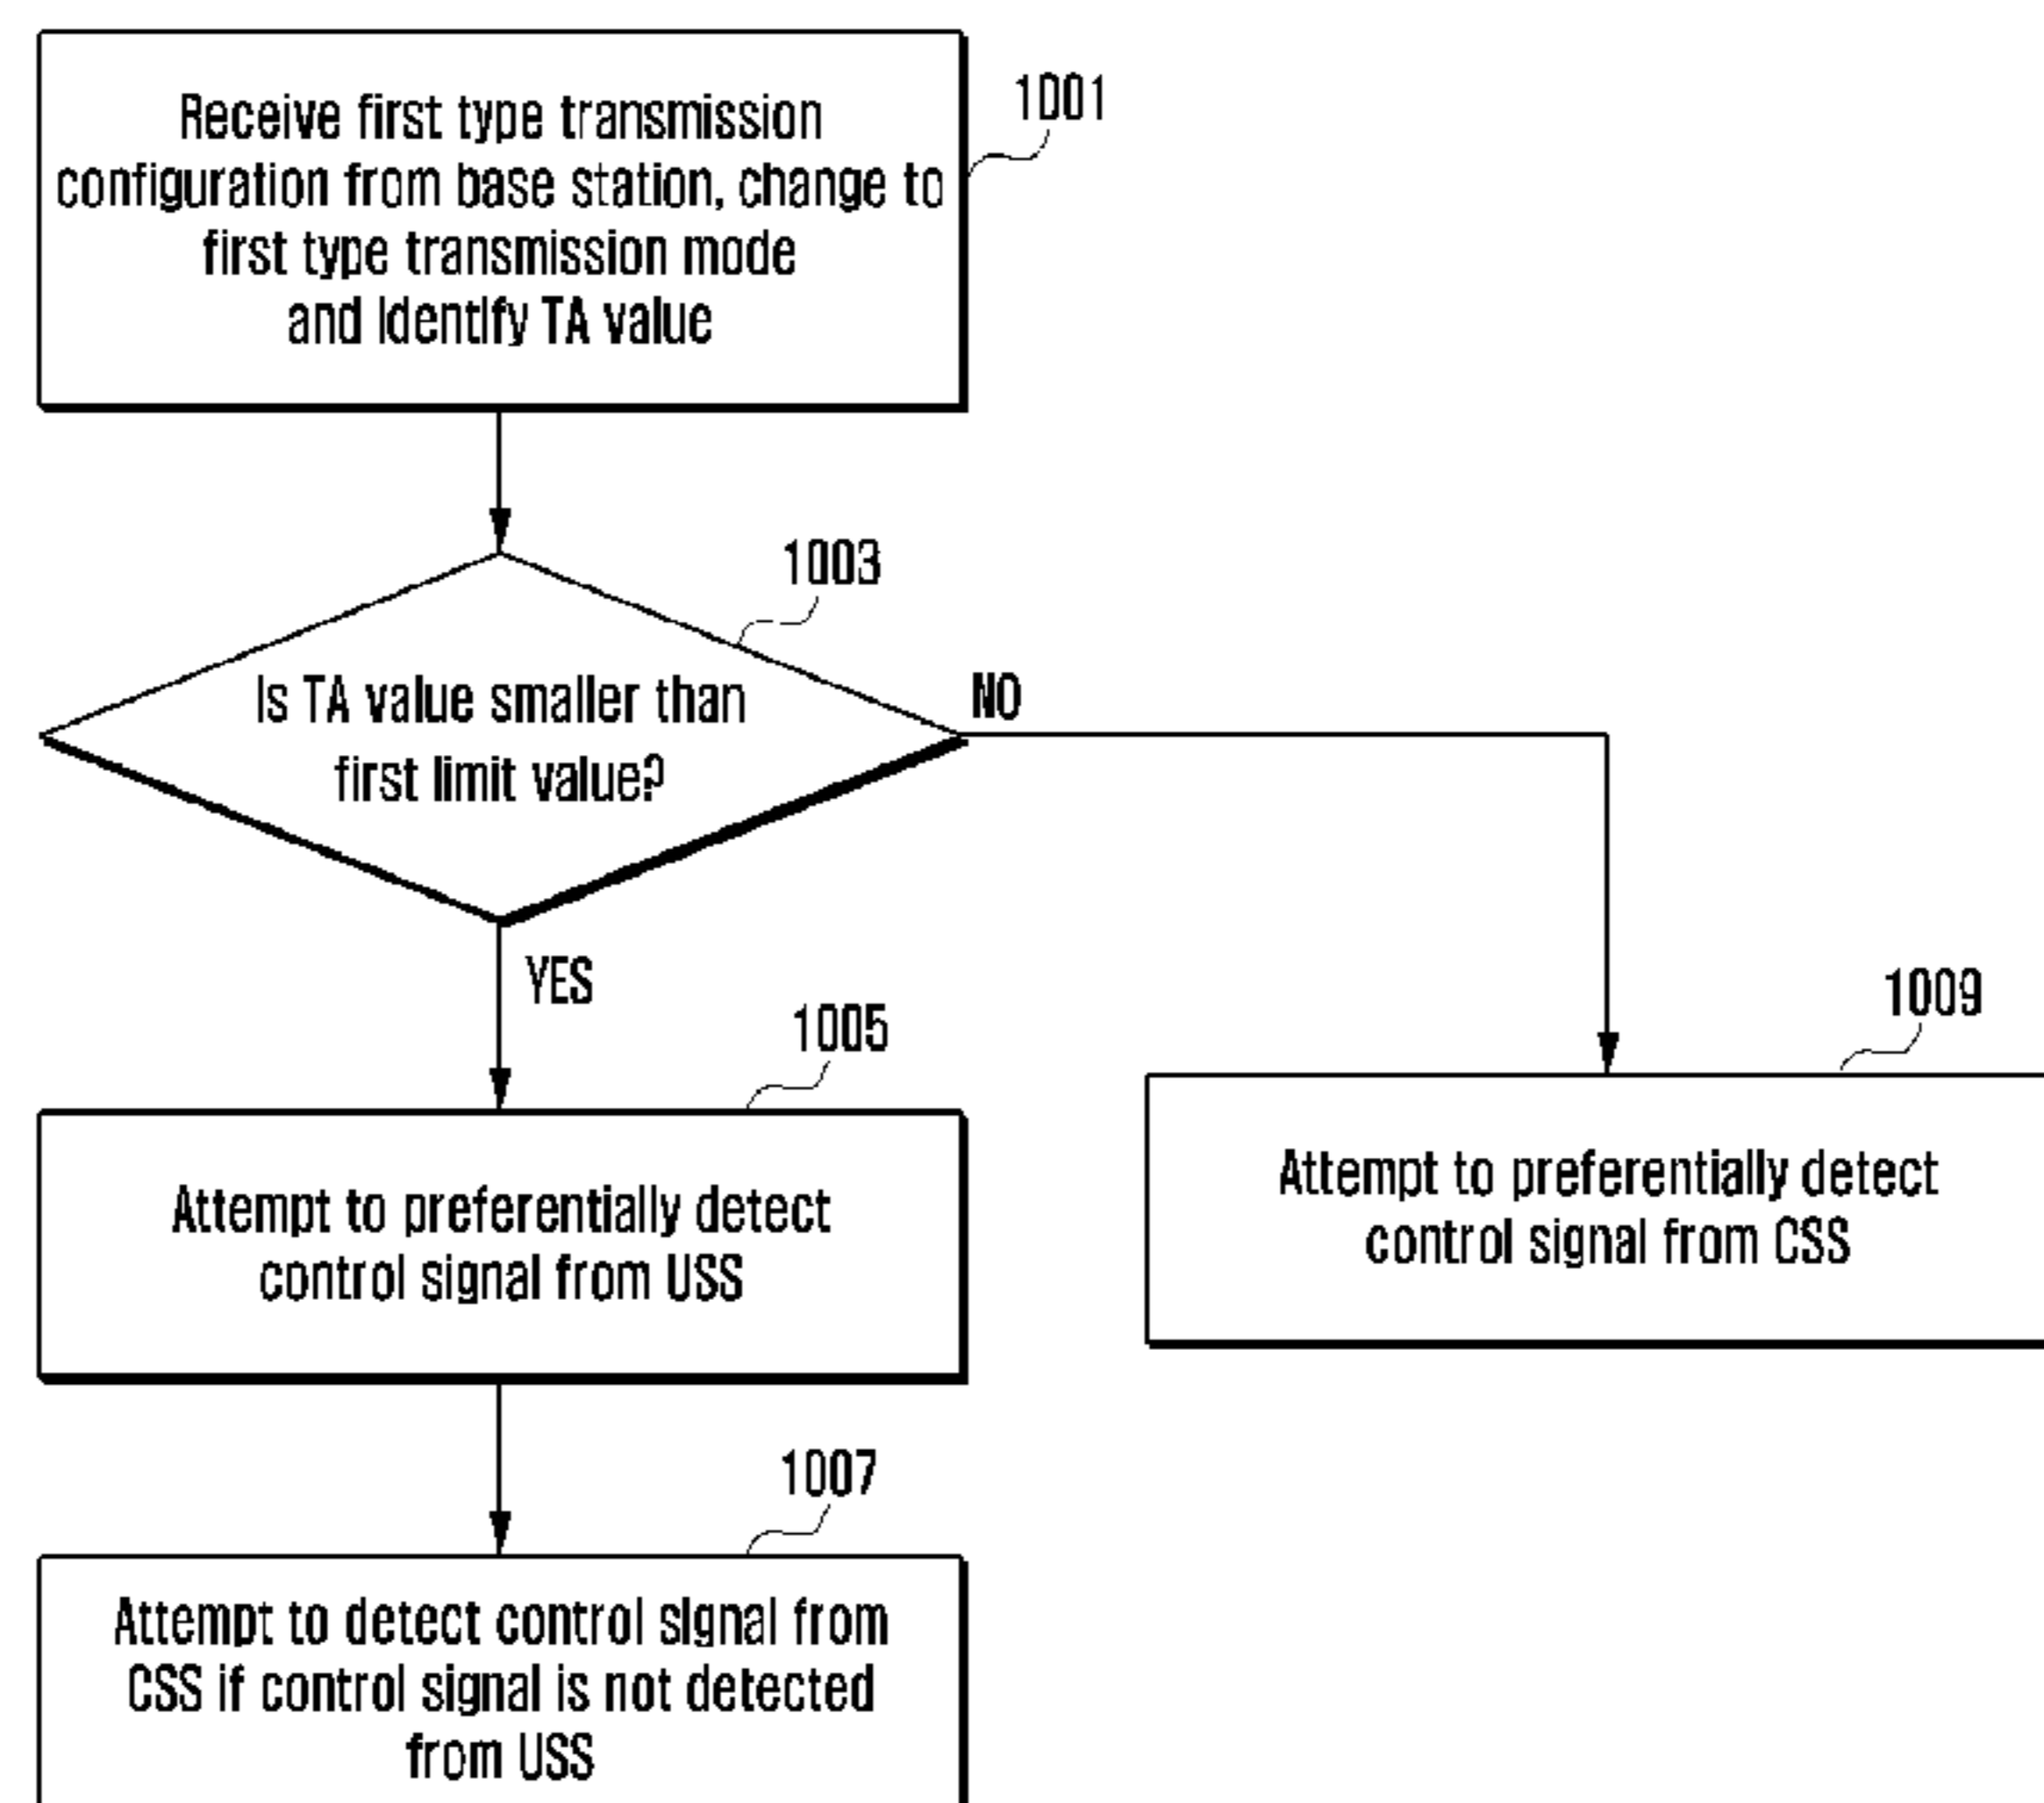 Receive first type transmission
configuration from base station, change to
first type transmission mode
and identify TA value
1001
1003
Is TA value smaller than
first limit value?
NO
YES
1005
Attempt to preferentially detect
control signal from USS
1009
Attempt to preferentially detect
control signal from CSS
1007
Attempt to detect control signal from
CSS if control signal is not detected
from USS